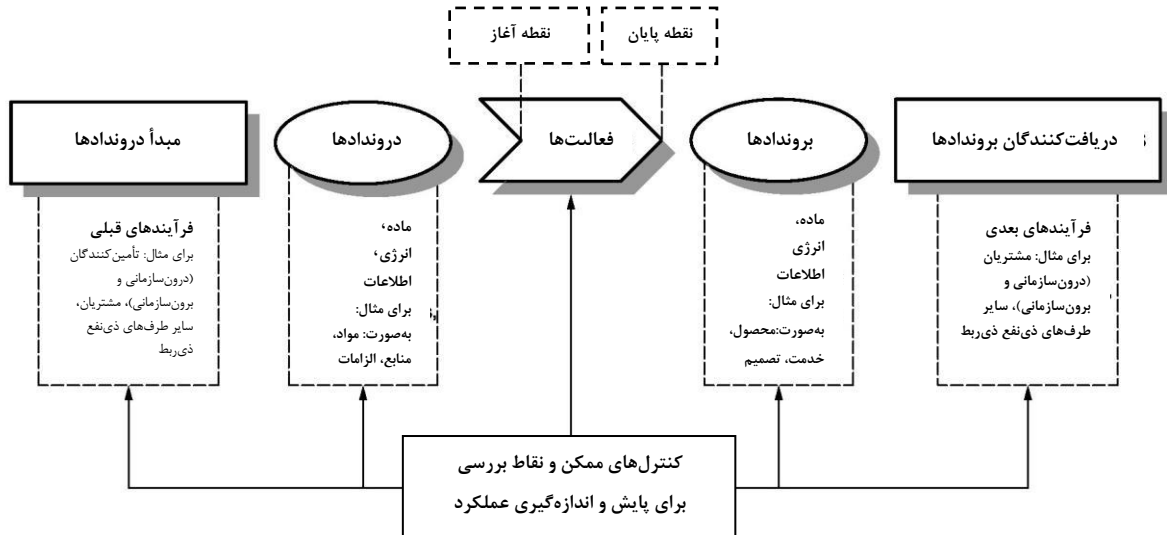 نقطه آغاز
نقطه پایان
مبدأ دروندادها
دروندادها
فعالیت‌ها
بروندادها
دریافت‌کنندگان بروندادها
فرآیندهای قبلی
برای مثال: تأمین‌کنندگان
(درون‌سازمانی و
برون‌سازمانی)، مشتریان،
سایر طرف‌های ذی‌نفع
ذی‌ربط
ماده،
انرژی،
اطلاعات
برای مثال:
به‌صورت: مواد،
منابع، الزامات
ماده،
انرژی
اطلاعات
برای مثال:
به‌صورت:محصول،
خدمت، تصمیم
فرآیندهای بعدی
برای مثال: مشتریان
(درون‌سازمانی و
برون‌سازمانی)، سایر
طرف‌های ذی‌نفع ذی‌ربط
کنترل‌های ممکن و نقاط بررسی
برای پایش و اندازه‌گیری عملکرد